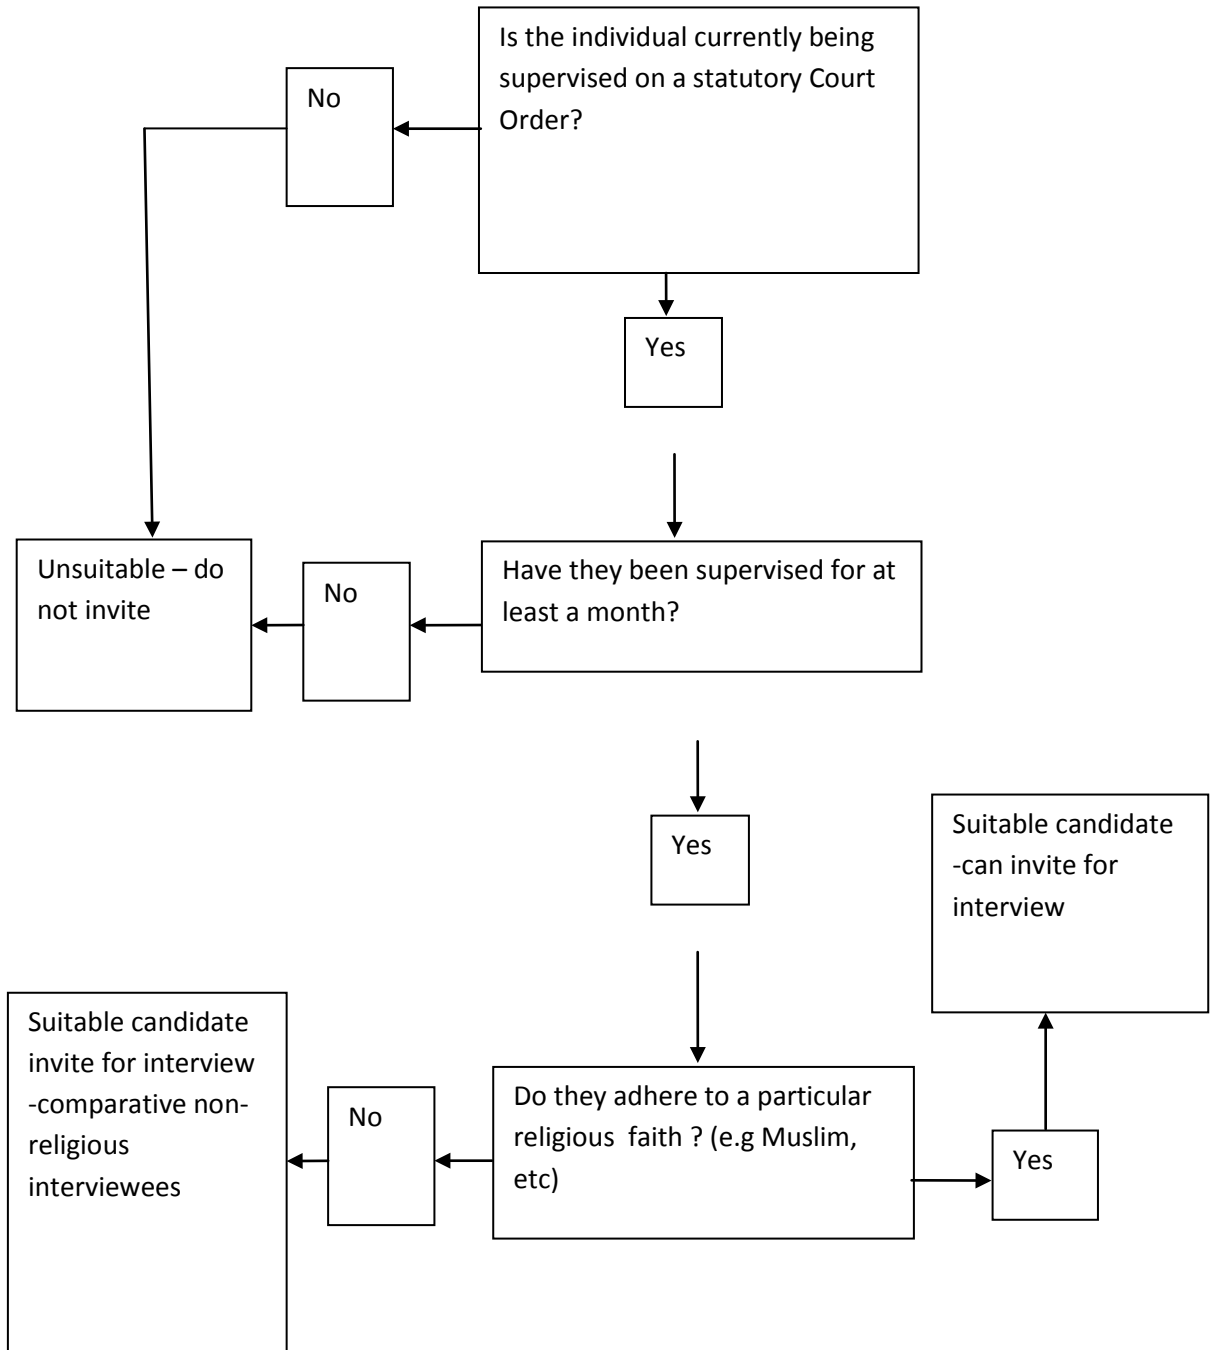 Is the individual currently being
supervised on a statutory Court
Order?
No
Yes
Have they been supervised for at
least a month?
No
Unsuitable – do
not invite
Yes
Suitable candidate
-can invite for
interview
Do they adhere to a particular
religious  faith ? (e.g Muslim,
etc)
Yes
No
Suitable candidate
invite for interview
-comparative non-
religious
interviewees